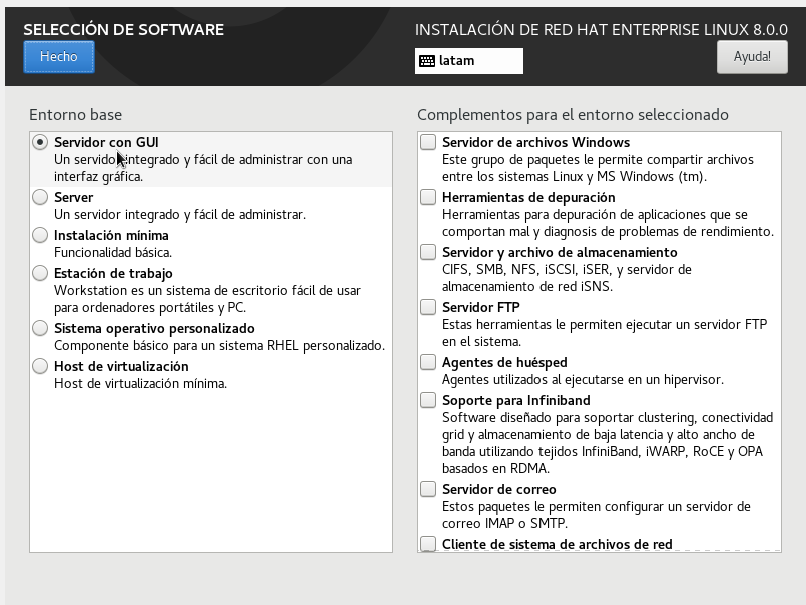 SELECCIÓN DE SOFTWARE
Hecho
INSTALACIÓN DE RED HAT ENTERPRISE LINUX 8.0.0
latam
Ayuda!
Entorno base
Servidor con GUI
Un servidor integrado y fácil de administrar con una
interfaz gráfica.
Server
Un servidor integrado y fácil de administrar.
Instalación mínima
Funcionalidad básica.
Estación de trabajo
Workstation es un sistema de escritorio fácil de usar
para ordenadores portátiles y PC.
Sistema operativo personalizado
Componente básico para un sistema RHEL personalizado.
Host de virtualización
Host de virtualización mínima.
Complementos para el entorno seleccionado
Servidor de archivos Windows
Este grupo de paquetes le permite compartir archivos
entre los sistemas Linux y MS Windows (tm).
Herramientas de depuración
Herramientas para depuración de aplicaciones que se
comportan mal y diagnosis de problemas de rendimiento.
Servidor y archivo de almacenamiento
CIFS, SMB, NFS, iSCSI, iSER, y servidor de
almacenamiento de red iSNS.
Servidor FTP
Estas herramientas le permiten ejecutar un servidor FTP
en el sistema.
Agentes de huésped
Agentes utilizados al ejecutarse en un hipervisor.
Soporte para Infiniband
Software diseñado para soportar clustering, conectividad
grid y almacenamiento de baja latencia y alto ancho de
banda utilizando tejidos InfiniBand, iWARP, RoCE y OPA
basados en RDMA.
Servidor de correo
Estos paquetes le permiten configurar un servidor de
correo IMAP o SMTP.
Cliente de sistema de archivos de red